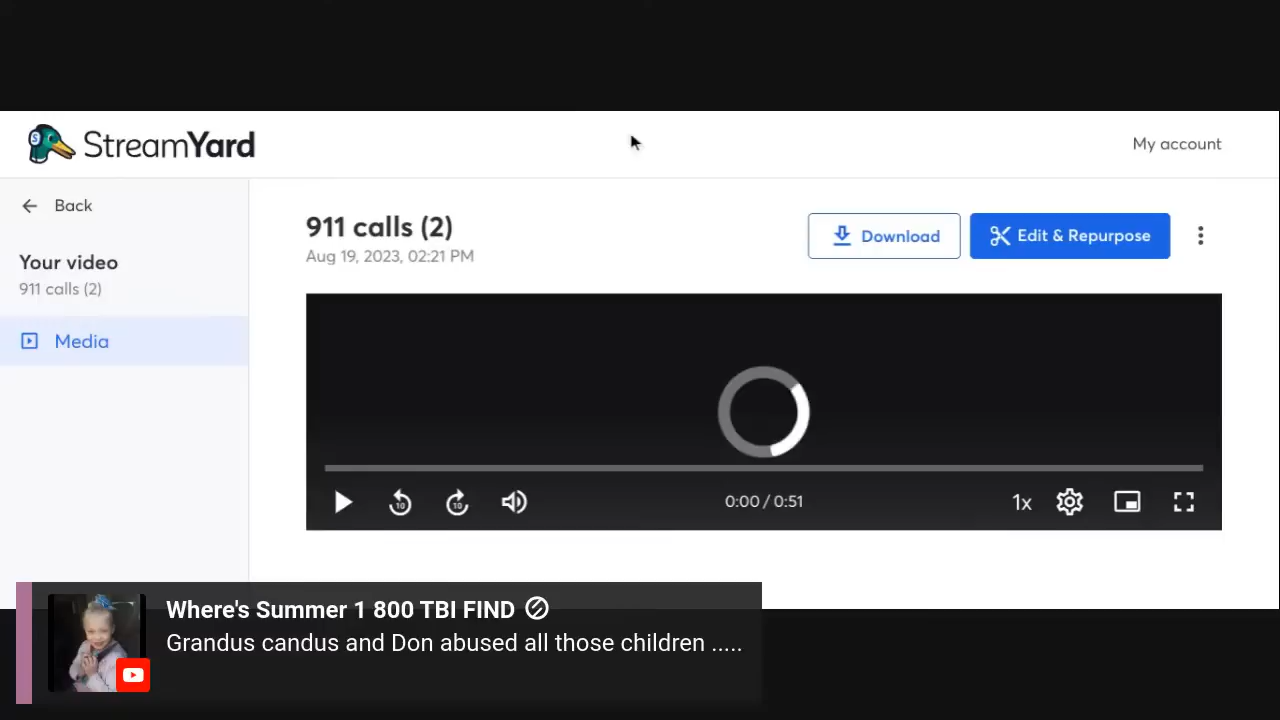 StreamYard
My account
Back
911 calls (2)
Download
Edit & Repurpose
Aug 19, 2023, 02:21 PM
Your video
911 calls (2)
Media
10
10
0:00 / 0:51
1x
Where's Summer 1 800 TBI FIND
Grandus candus and Don abused all those children .....